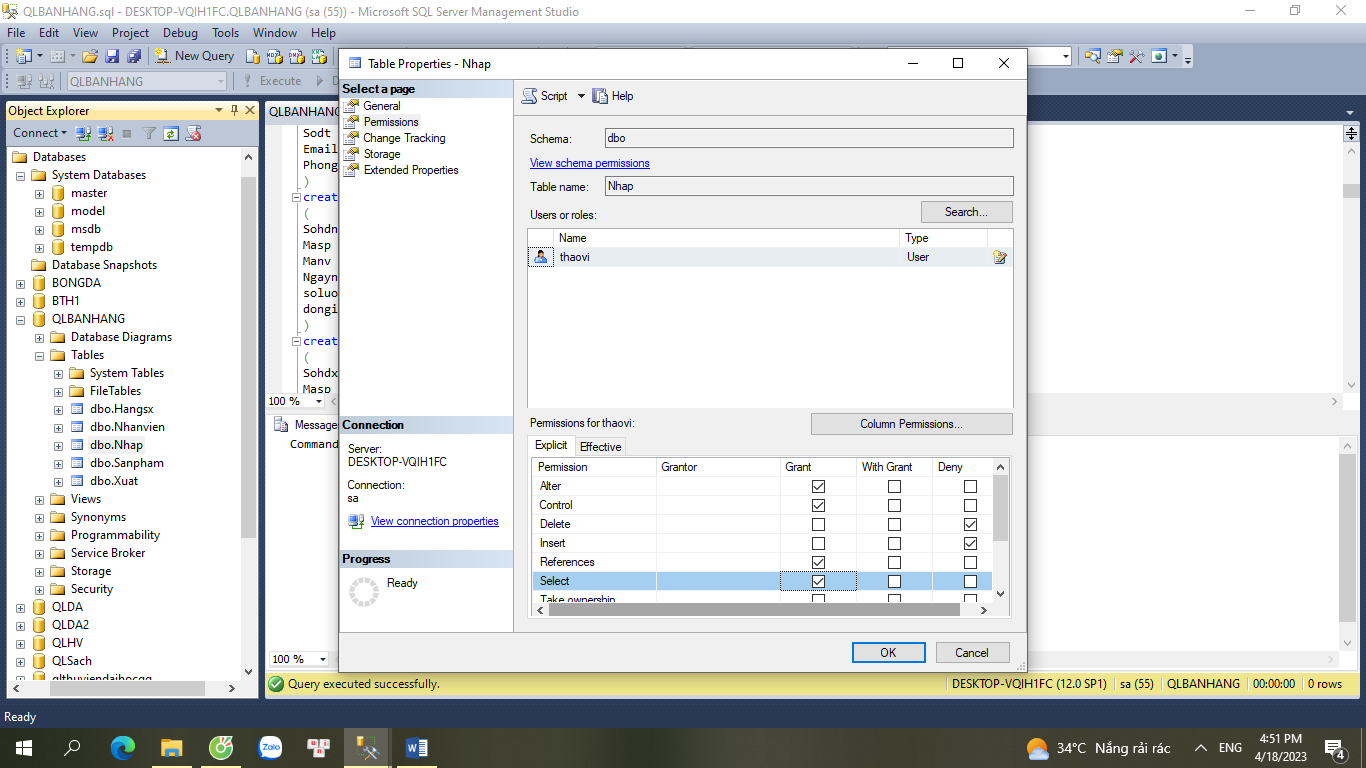 QLBANHANG.sql - DESKTOP-VQIH1FC.QLBANHANG (sa (55)) - Microsoft SQL Server Management Studio
File Edit View Project Debug Tools Window Help
New Query
QLBANHANG
Execute
Object Explorer
Connect
Databases
System Databases
master
model
msdb
tempdb
Database Snapshots
BONGDA
BTH1
QLBANHANG
Database Diagrams
Tables
System Tables
FileTables
dbo.Hangsx
dbo.Nhanvien
dbo.Nhap
dbo.Sanpham
dbo.Xuat
Views
Synonyms
Programmability
Service Broker
Storage
Security
QLDA
QLDA2
QLHV
QLSach
qlthuviendaihocqg
QLBANHANG
Sodt
Email
Phong
)
creat
(
Sohdn
Masp
Manv
Ngayn
soluo
dongi
)
creat
(
Sohdx
Masp
100 %
Messages
Command
100 %
Table Properties - Nhap
Select a page
General
Permissions
Change Tracking
Storage
Extended Properties
Connection
Server:
DESKTOP-VQIH1FC
Connection:
sa
View connection properties
Progress
Ready
Script Help
Schema: dbo
View schema permissions
Table name: Nhap
Users or roles: Search...
Name Type
thaovi User
Permissions for thaovi: Column Permissions...
Explicit Effective
Permission Grantor Grant With Grant Deny
Alter
Control
Delete
Insert
References
Select
Take ownership
OK Cancel
Query executed successfully. DESKTOP-VQIH1FC (12.0 SP1) sa (55) QLBANHANG 00:00:00 0 rows
Ready
Zalo
34°C Nắng rải rác ENG 4:51 PM
4/18/2023
4